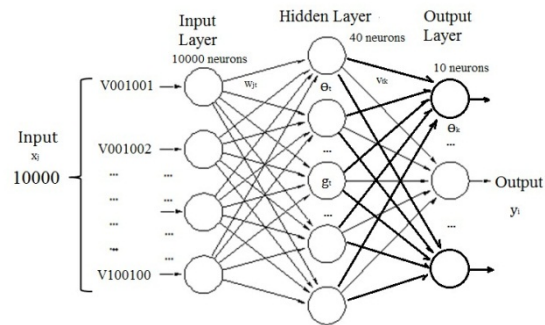 Input
Layer
10000 neurons
Hidden Layer
40 neurons
Output
Layer
10 neurons
Input
xⱼ
10000
V001001
V001002
...
...
...
...
...
...
...
...
V100100
...
...
wⱼₜ
ϴₜ
...
gₜ
...
vₜₖ
ϴₖ
...
...
Output
yᵢ